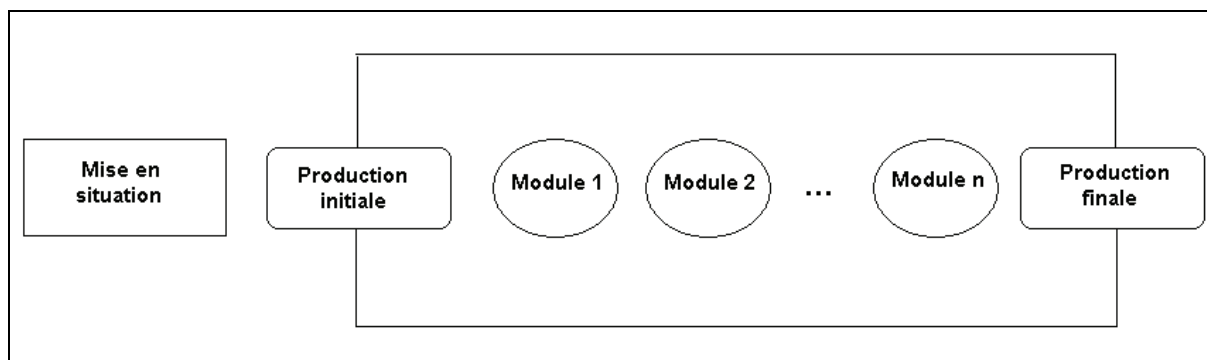 Mise en
situation
Production
initiale
Module 1
Module 2
...
Module n
Production
finale